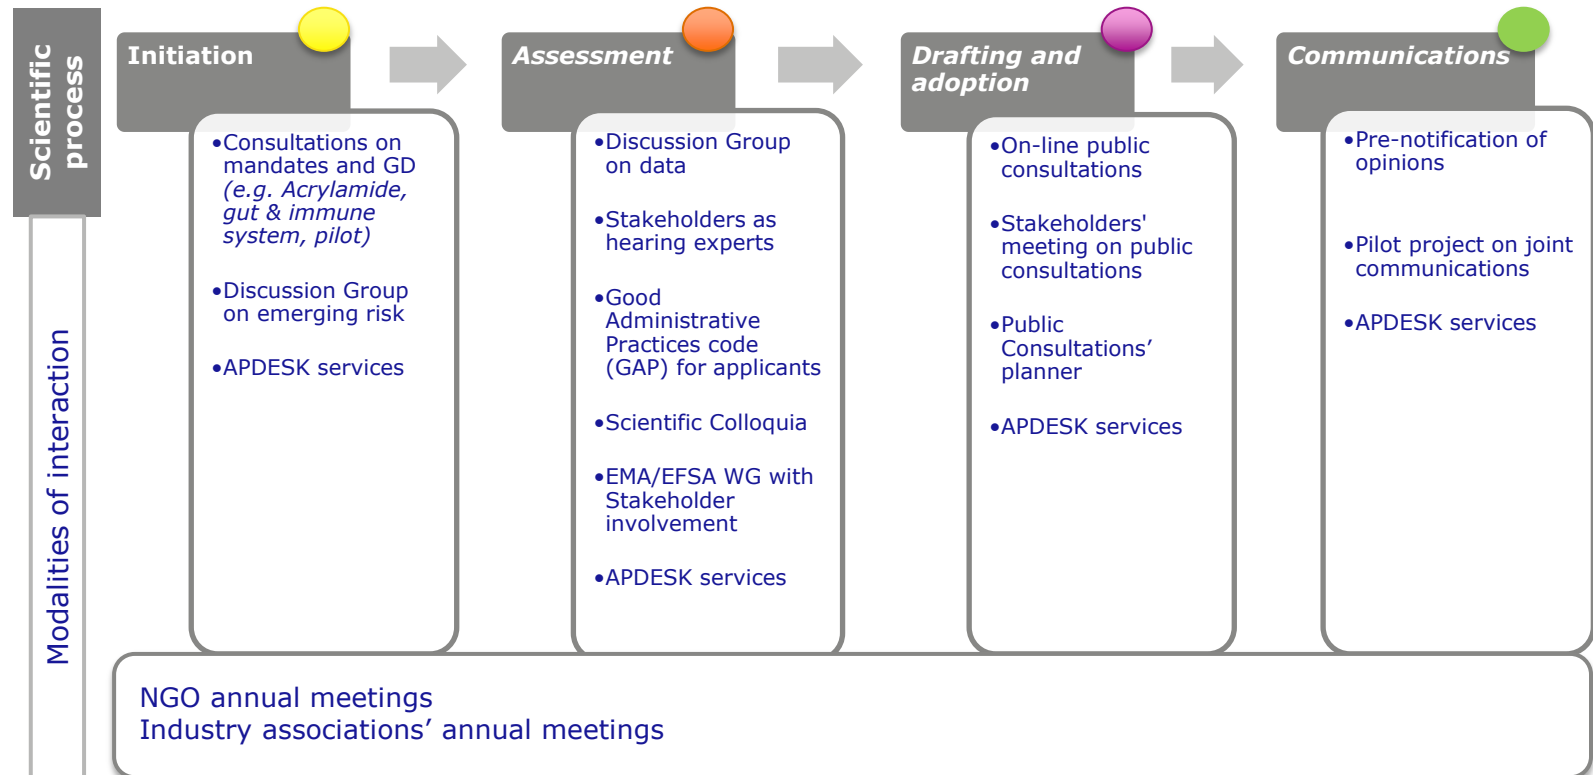 Scientific
process
Modalities of interaction
Initiation
•Consultations on
mandates and GD
(e.g. Acrylamide,
gut & immune
system, pilot)
•Discussion Group
on emerging risk
•APDESK services
Assessment
•Discussion Group
on data
•Stakeholders as
hearing experts
•Good
Administrative
Practices code
(GAP) for applicants
•Scientific Colloquia
•EMA/EFSA WG with
Stakeholder
involvement
•APDESK services
Drafting and
adoption
•On-line public
consultations
•Stakeholders'
meeting on public
consultations
•Public
Consultations’
planner
•APDESK services
Communications
•Pre-notification of
opinions
•Pilot project on joint
communications
•APDESK services
NGO annual meetings
Industry associations’ annual meetings